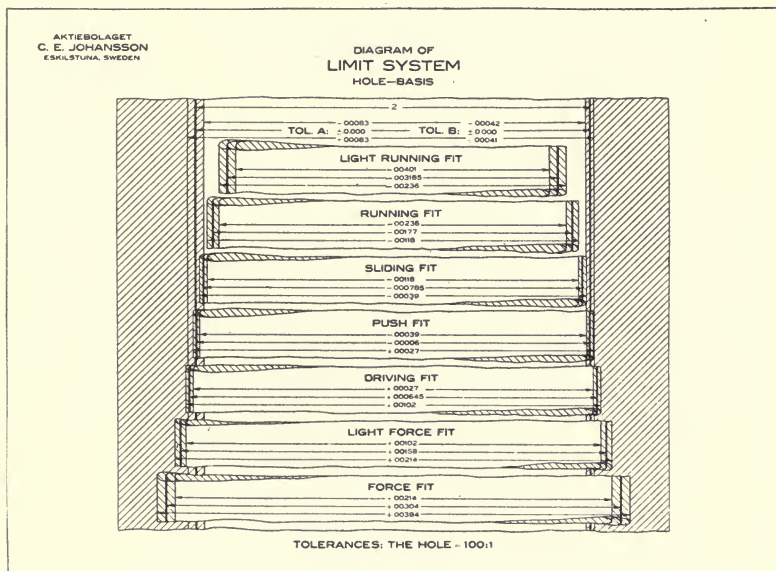 AKTIEBOLAGET
C. E. JOHANSSON
ESKILSTUNA, SWEDEN
DIAGRAM OF
LIMIT SYSTEM
HOLE–BASIS
2
-.00083 -.00042
TOL. A: ±0.000 TOL. B: ±0.000
+.00083 +.00041
LIGHT RUNNING FIT
-.00401
-.003185
-.00236
RUNNING FIT
-.00236
-.00177
-.00118
SLIDING FIT
-.00118
-.000785
-.00039
PUSH FIT
-.00039
-.00006
+.00027
DRIVING FIT
+.00027
+.000645
+.00102
LIGHT FORCE FIT
+.00102
+.00158
+.00214
FORCE FIT
+.00214
+.00304
+.00394
TOLERANCES: THE HOLE – 100:1